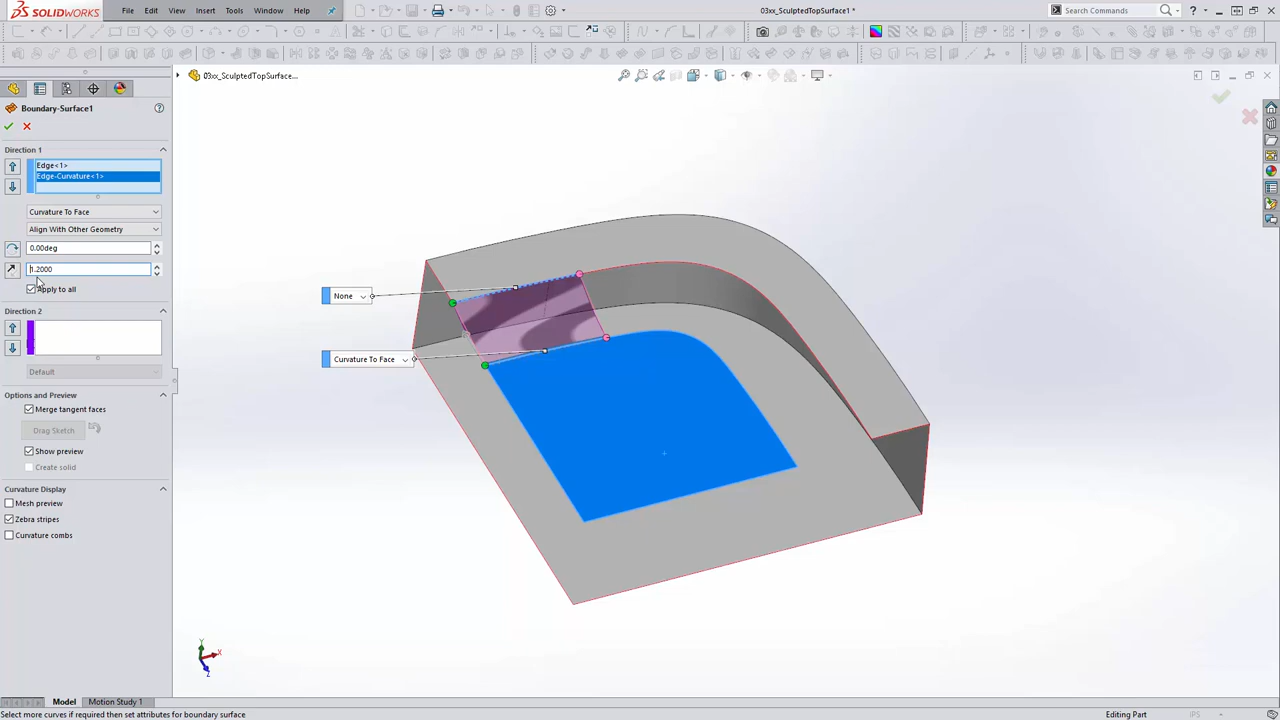 SOLIDWORKS
File Edit View Insert Tools Window Help
03xx_SculptedTopSurface1 *
Search Commands
03xx_SculptedTopSurface...
Boundary-Surface1
Direction 1
Edge<1>
Edge-Curvature<1>
Curvature To Face
Align With Other Geometry
0.00deg
1.2000
Apply to all
Direction 2
Default
Options and Preview
Merge tangent faces
Drag Sketch
Show preview
Create solid
Curvature Display
Mesh preview
Zebra stripes
Curvature combs
None
Curvature To Face
Y
X
Z
Model Motion Study 1
Select more curves if required then set attributes for boundary surface
Editing Part
IPS